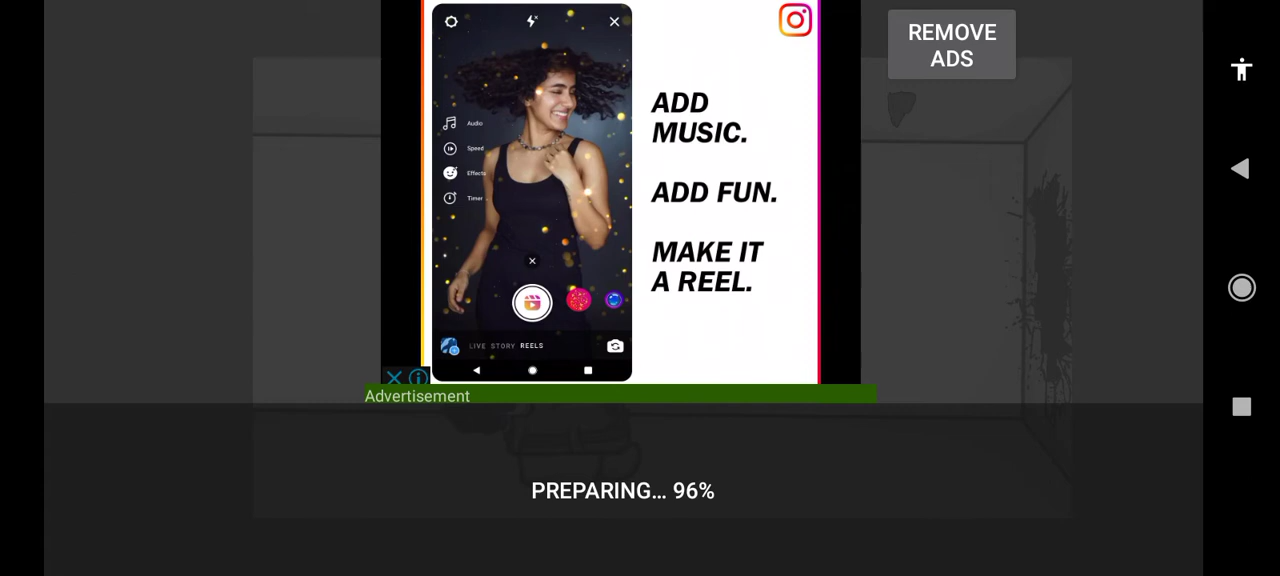 REMOVE
ADS
ADD
MUSIC.
ADD FUN.
MAKE IT
A REEL.
Audio
Speed
Effects
Timer
LIVE STORY REELS
Advertisement
PREPARING... 96%